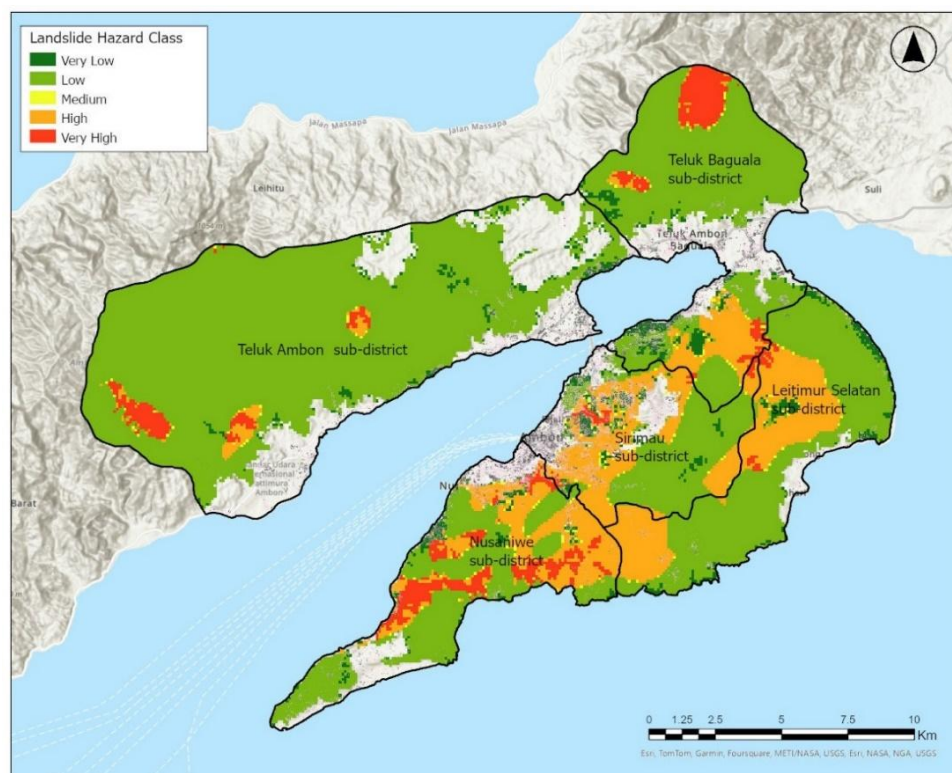 Landslide Hazard Class
Very Low
Low
Medium
High
Very High
Jalan Massapa
Jalan Massapa
Leihitu
Teluk Baguala
sub-district
Suli
Teluk Ambon
Baguala
Teluk Ambon sub-district
Leitimur Selatan
sub-district
Sirimau
sub-district
Barat
Nusaniwe
sub-district
0 1.25 2.5 5 7.5 10
Km
Esri, TomTom, Garmin, Foursquare, METI/NASA, USGS, Esri, NASA, NGA, USGS